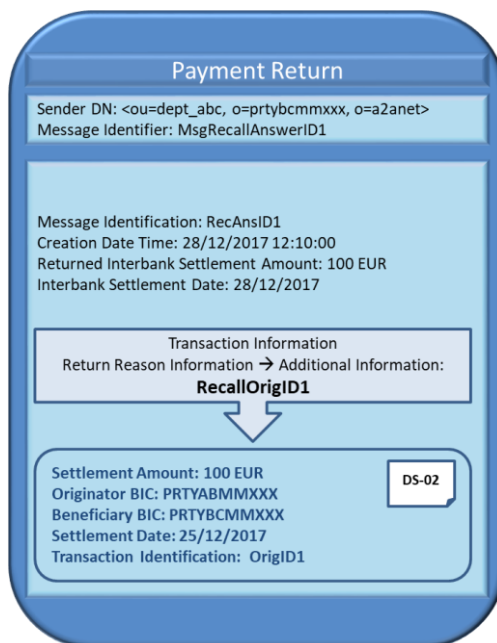 Payment Return
Sender DN: <ou=dept_abc, o=prtybcmmxxx, o=a2anet>
Message Identifier: MsgRecallAnswerID1
Message Identification: RecAnsID1
Creation Date Time: 28/12/2017 12:10:00
Returned Interbank Settlement Amount: 100 EUR
Interbank Settlement Date: 28/12/2017
Transaction Information
Return Reason Information → Additional Information:
RecallOrigID1
Settlement Amount: 100 EUR
Originator BIC: PRTYABMMXXX
Beneficiary BIC: PRTYBCMMXXX
Settlement Date: 25/12/2017
Transaction Identification: OrigID1
DS-02